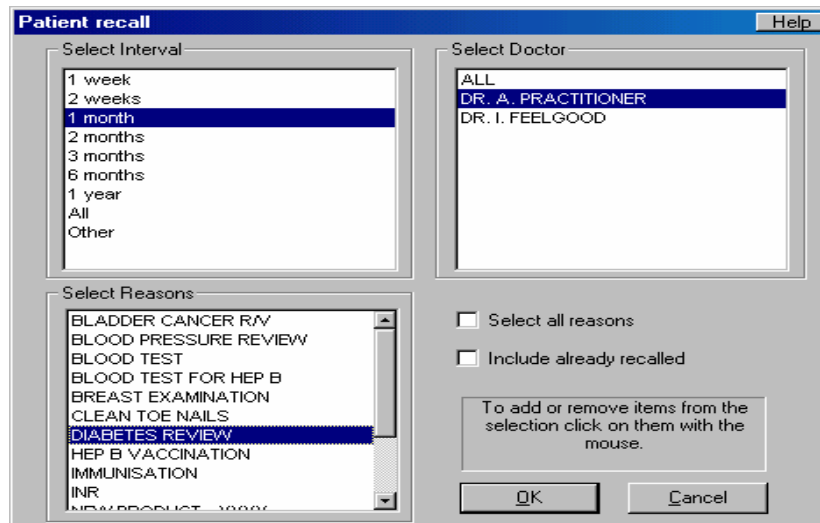 Patient recall
Help
Select Interval
1 week
2 weeks
1 month
2 months
3 months
6 months
1 year
All
Other
Select Doctor
ALL
DR. A. PRACTITIONER
DR. I. FEELGOOD
Select Reasons
BLADDER CANCER R/V
BLOOD PRESSURE REVIEW
BLOOD TEST
BLOOD TEST FOR HEP B
BREAST EXAMINATION
CLEAN TOE NAILS
DIABETES REVIEW
HEP B VACCINATION
IMMUNISATION
INR
NEW PRODUCT
Select all reasons
Include already recalled
To add or remove items from the
selection click on them with the
mouse.
OK
Cancel